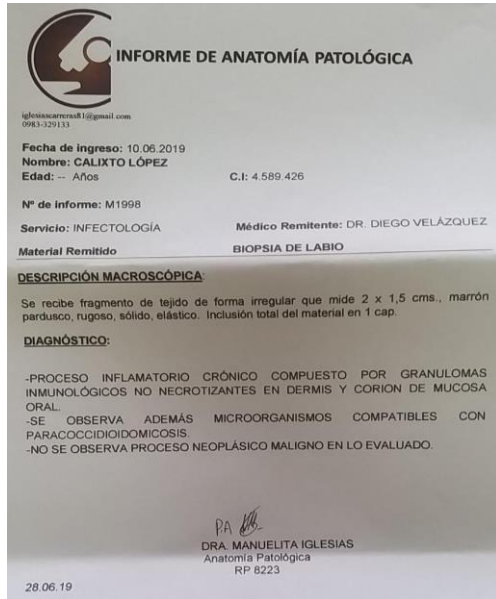 INFORME DE ANATOMÍA PATOLÓGICA
iglesiascarreras81@gmail.com
0983-329133
Fecha de ingreso: 10.06.2019
Nombre: CALIXTO LÓPEZ
Edad: -- Años C.I: 4.589.426
Nº de informe: M1998
Servicio: INFECTOLOGÍA Médico Remitente: DR. DIEGO VELÁZQUEZ
Material Remitido BIOPSIA DE LABIO
DESCRIPCIÓN MACROSCÓPICA:
Se recibe fragmento de tejido de forma irregular que mide 2 x 1,5 cms., marrón
pardusco, rugoso, sólido, elástico. Inclusión total del material en 1 cap.
DIAGNÓSTICO:
-PROCESO INFLAMATORIO CRÓNICO COMPUESTO POR GRANULOMAS
INMUNOLÓGICOS NO NECROTIZANTES EN DERMIS Y CORION DE MUCOSA
ORAL.
-SE OBSERVA ADEMÁS MICROORGANISMOS COMPATIBLES CON
PARACOCCIDIOIDOMICOSIS.
-NO SE OBSERVA PROCESO NEOPLÁSICO MALIGNO EN LO EVALUADO.
P.A
DRA. MANUELITA IGLESIAS
Anatomía Patológica
RP 8223
28.06.19